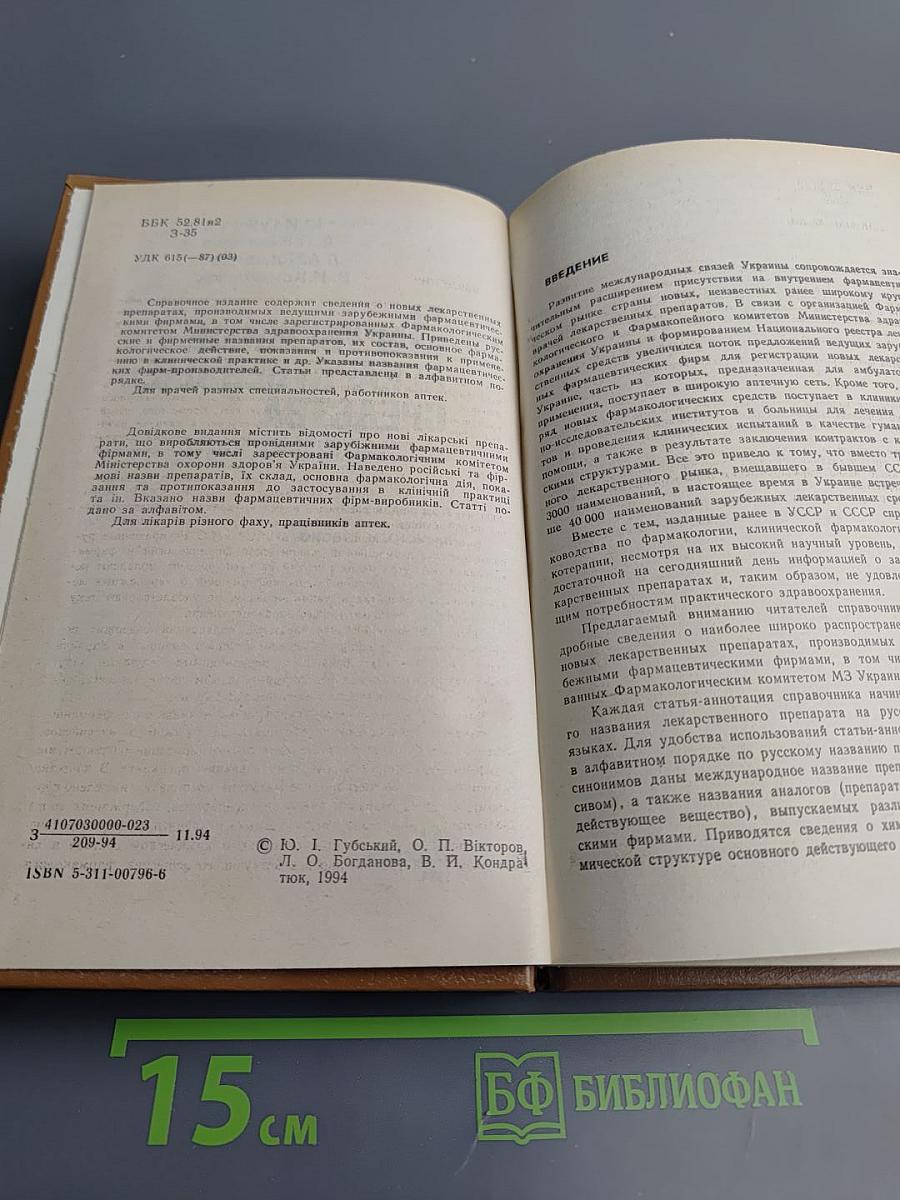 ББК 52.81я2
З-35
УДК 615(—87)(03)
Справочное издание содержит сведения о новых лекарственных
препаратах, производимых ведущими зарубежными фармацевтичес-
кими фирмами, в том числе зарегистрированных Фармакологическим
комитетом Министерства здравоохранения Украины. Приведены рус-
ские и фирменные названия препаратов, их состав, основное фарма-
кологическое действие, показания и противопоказания к примене-
нию в клинической практике и др. Указаны названия фармацевтичес-
ких фирм-производителей. Статьи представлены в алфавитном по-
рядке.
Для врачей разных специальностей, работников аптек.
Довідкове видання містить відомості про нові лікарські препа-
рати, що виробляються провідними зарубіжними фармацевтичними
фірмами, в тому числі зареєстровані Фармакологічним комітетом
Міністерства охорони здоров'я України. Наведено російські та фір-
мові назви препаратів, їх склад, основна фармакологічна дія, пока-
зання та протипоказання до застосування в клінічній практиці
та ін. Вказано назви фармацевтичних фірм-виробників. Статті по-
дано за алфавітом.
Для лікарів різного фаху, працівників аптек.
З 4107030000-023
209-94 11.94
ISBN 5-311-00796-6
© Ю. І. Губський, О. П. Вікторов,
Л. О. Богданова, В. Й. Кондра
тюк, 1994
ВВЕДЕНИЕ
Развитие международных связей Украины сопровождается зна-
чительным расширением присутствия на внутреннем фармацевти-
ческом рынке страны новых, неизвестных ранее широкому круг
врачей лекарственных препаратов. В связи с организацией Фарм
кологического и Фармакопейного комитетов Министерства здрав
охранения Украины и формированием Национального реестра лек
ственных средств увеличился поток предложений ведущих заруб
ных фармацевтических фирм для регистрации новых лекарс
Украине, часть из которых, предназначенная для амбулато
применения, поступает в широкую аптечную сеть. Кроме того,
ряд новых фармакологических средств поступает в клиники
но-исследовательских институтов и больницы для лечения
тов и проведения клинических испытаний в качестве гуман
помощи, а также в результате заключения контрактов с к
скими структурами. Все это привело к тому, что вместо тр
ного лекарственного рынка, вмещавшего в бывшем СС
3000 наименований, в настоящее время в Украине встреч
ше 40 000 наименований зарубежных лекарственных сре
Вместе с тем, изданные ранее в УССР и СССР спр
ководства по фармакологии, клинической фармакологи
котерапии, несмотря на их высокий научный уровень,
достаточной на сегодняшний день информацией о за
карственных препаратах и, таким образом, не удовле
щим потребностям практического здравоохранения.
Предлагаемый вниманию читателей справочник
дробные сведения о наиболее широко распростране
новых лекарственных препаратах, производимых
бежными фармацевтическими фирмами, в том чи
ванных Фармакологическим комитетом МЗ Украин
Каждая статья-аннотация справочника начин
го названия лекарственного препарата на рус
языках. Для удобства использований статьи-анно
в алфавитном порядке по русскому названию п
синонимов даны международное название преп
сивом), а также названия аналогов (препарат
действующее вещество), выпускаемых разл
скими фирмами. Приводятся сведения о хим
мической структуре основного действующего
15 см
БФ БИБЛИОФАН